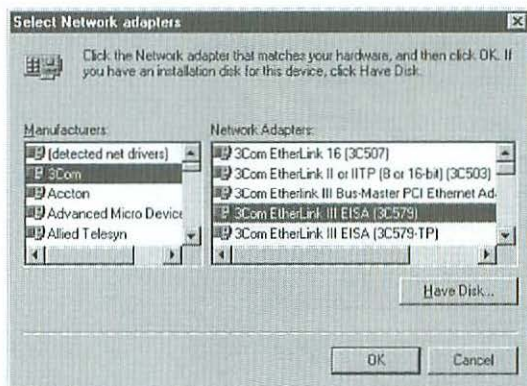 Select Network adapters
Click the Network adapter that matches your hardware, and then click OK. If
you have an installation disk for this device, click Have Disk.
Manufacturers:
Network Adapters:
(detected net drivers)
3Com
Accton
Advanced Micro Device
Allied Telesyn
3Com EtherLink 16 (3C507)
3Com EtherLink II or IITP (8 or 16-bit) (3C503)
3Com Etherlink III Bus-Master PCI Ethernet Ad
3Com EtherLink III EISA (3C579)
3Com EtherLink III EISA (3C579-TP)
Have Disk...
OK
Cancel